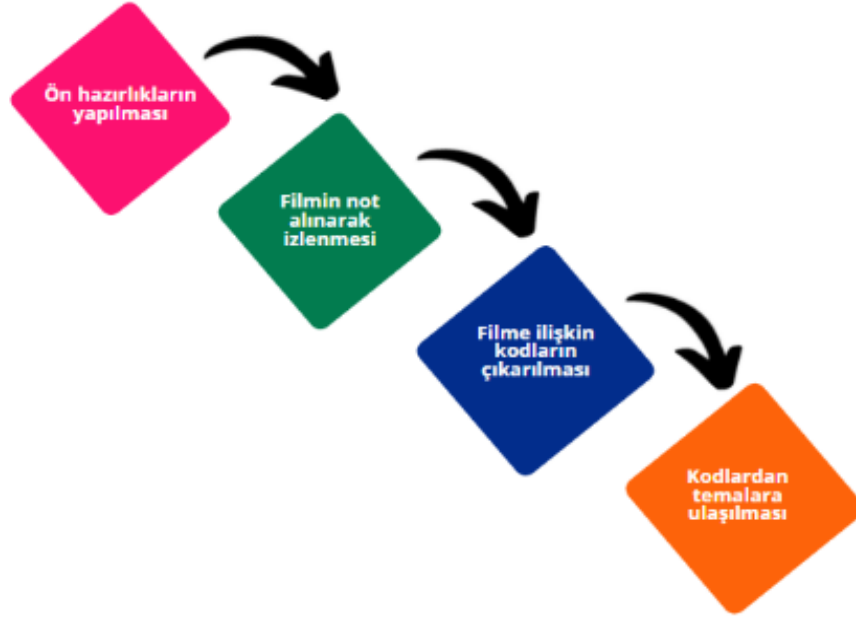 Ön hazırlıkların
yapılması
Filmin not
alınarak
izlenmesi
Filme ilişkin
kodların
çıkarılması
Kodlardan
temalara
ulaşılması